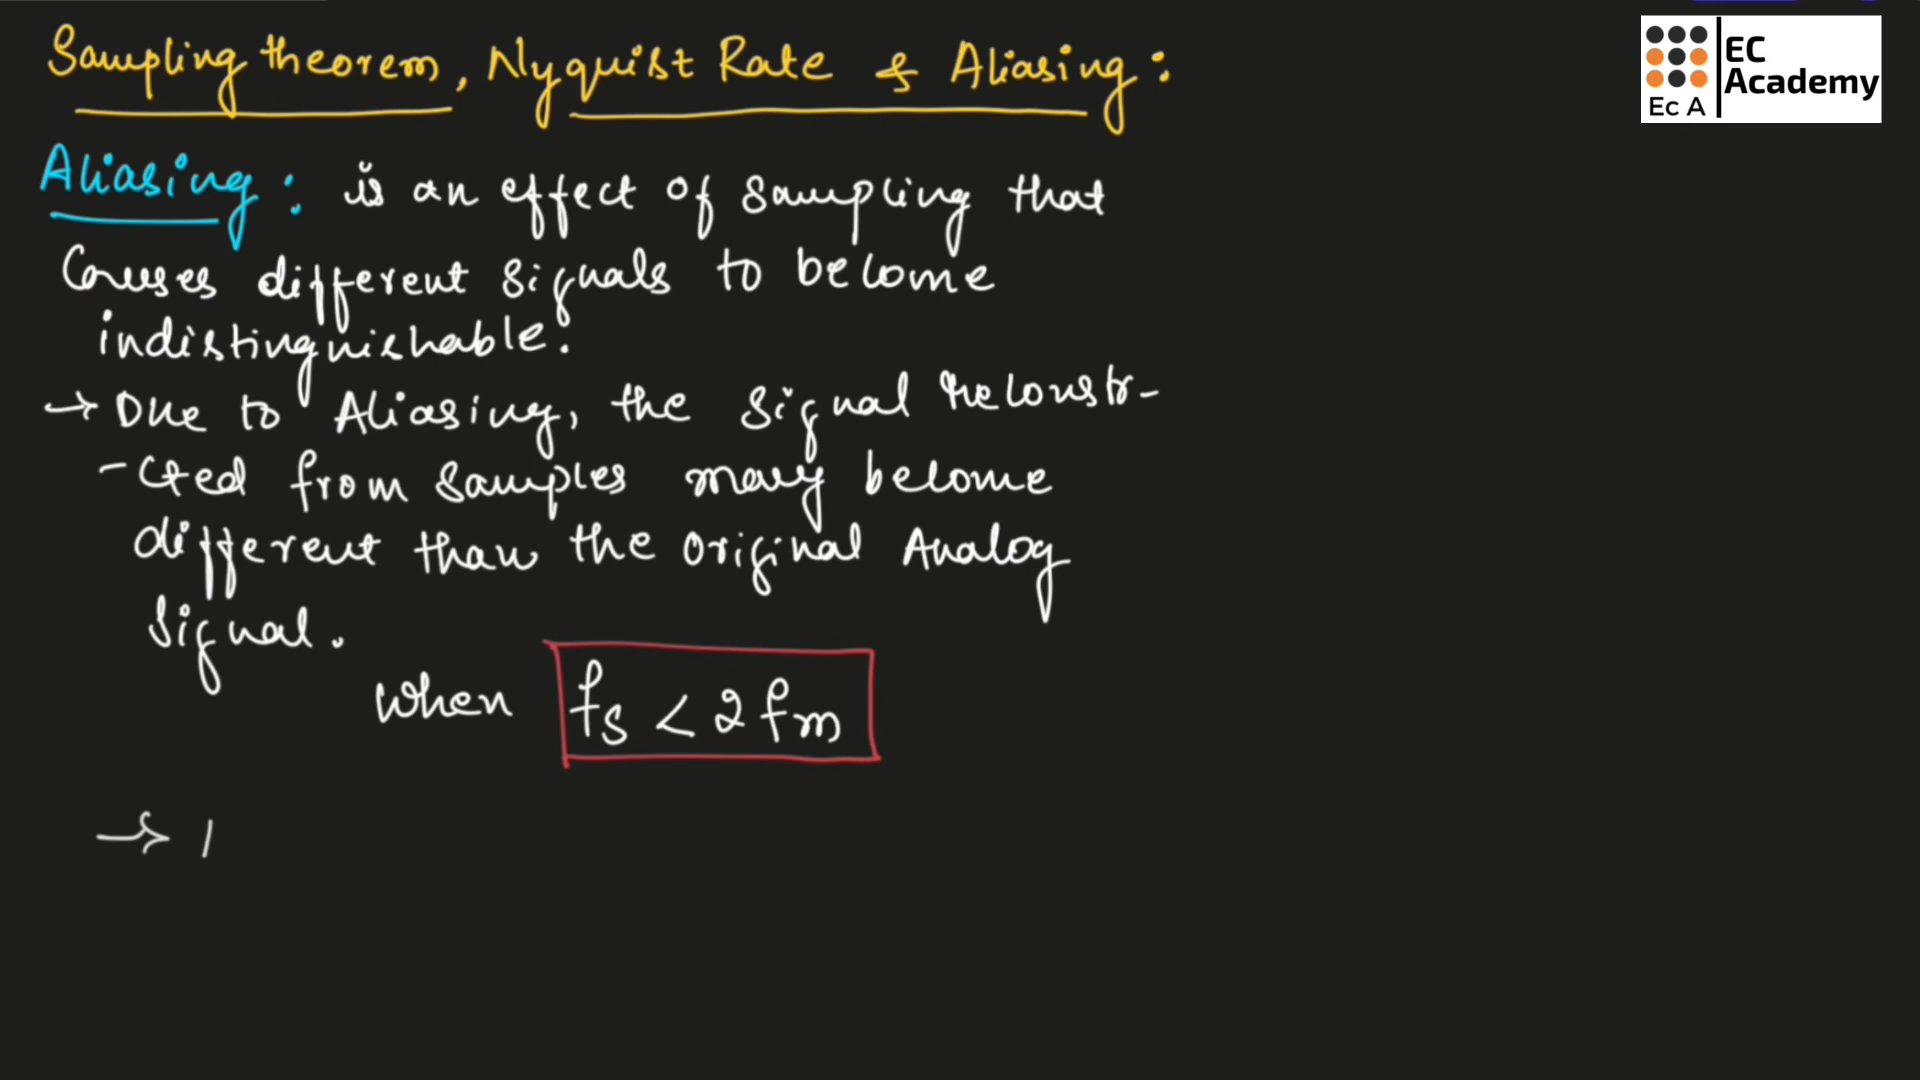 Sampling theorem, Nyquist Rate & Aliasing:
EC
Academy
Ec A
Aliasing: is an effect of sampling that
Causes different signals to become
indistinguishable.
→ Due to Aliasing, the signal reconstr-
-cted from samples may become
different than the original Analog
signal.
when fs < 2fm
→